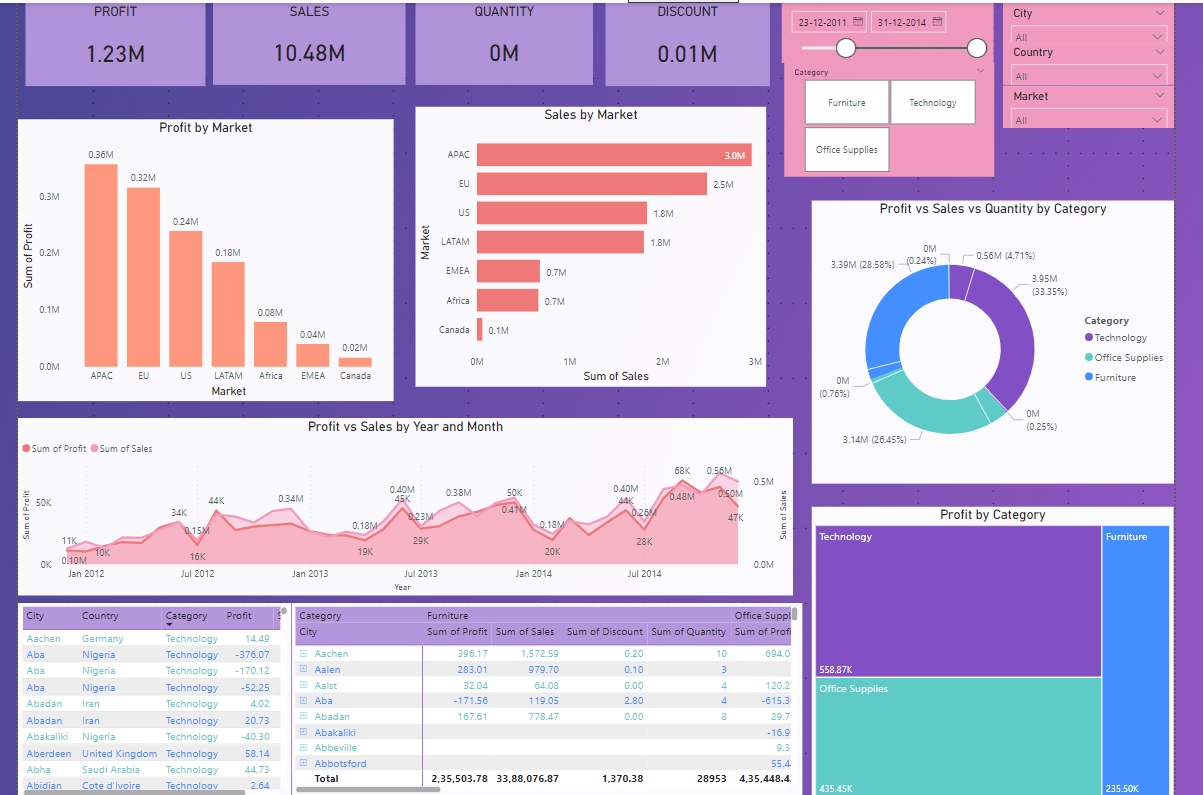 PROFIT
1.23M
SALES
10.48M
QUANTITY
0M
DISCOUNT
0.01M
23-12-2011
31-12-2014
Category
Furniture
Technology
Office Supplies
City
All
Country
All
Market
All
Profit by Market
Sum of Profit
0.3M
0.2M
0.1M
0.0M
0.36M
0.32M
0.24M
0.18M
0.08M
0.04M
0.02M
APAC EU US LATAM Africa EMEA Canada
Market
Sales by Market
Market
APAC 3.0M
EU 2.5M
US 1.8M
LATAM 1.8M
EMEA 0.7M
Africa 0.7M
Canada 0.1M
0M 1M 2M 3M
Sum of Sales
Profit vs Sales vs Quantity by Category
0M
(0.24%)
0.56M (4.71%)
3.39M (28.58%)
3.95M
(33.35%)
0M
(0.76%)
0M
(0.25%)
3.14M (26.45%)
Category
Technology
Office Supplies
Furniture
Profit vs Sales by Year and Month
Sum of Profit Sum of Sales
Sum of Profit
50K
0K
11K
0.10M
10K
34K
0.15M
16K
44K
0.34M
0.18M
19K
0.40M
45K
0.23M
29K
0.38M
50K
0.41M
0.18M
20K
0.40M
44K
0.26M
28K
68K
0.48M
0.56M
0.50M
47K
0.5M
0.0M
Sum of Sales
Jan 2012 Jul 2012 Jan 2013 Jul 2013 Jan 2014 Jul 2014
Year
Profit by Category
Technology
558.87K
Office Supplies
435.45K
Furniture
235.50K
City Country Category Profit S
Aachen Germany Technology 14.49
Aba Nigeria Technology -376.07
Aba Nigeria Technology -170.12
Aba Nigeria Technology -52.25
Abadan Iran Technology 4.02
Abadan Iran Technology 20.73
Abakaliki Nigeria Technology -40.30
Aberdeen United Kingdom Technology 58.14
Abha Saudi Arabia Technology 44.73
Abidjan Cote d'Ivoire Technology 2.64
Category Furniture Office Suppl
City Sum of Profit Sum of Sales Sum of Discount Sum of Quantity Sum of Profi
Aachen 396.17 1,572.59 0.20 10 694.0
Aalen 283.01 979.70 0.10 3
Aalst 32.04 64.08 0.00 4 120.2
Aba -171.56 119.05 2.80 4 -615.3
Abadan 167.61 778.47 0.00 8 29.7
Abakaliki -16.9
Abbeville 9.3
Abbotsford 55.4
Total 2,35,503.78 33,88,076.87 1,370.38 28953 4,35,448.4